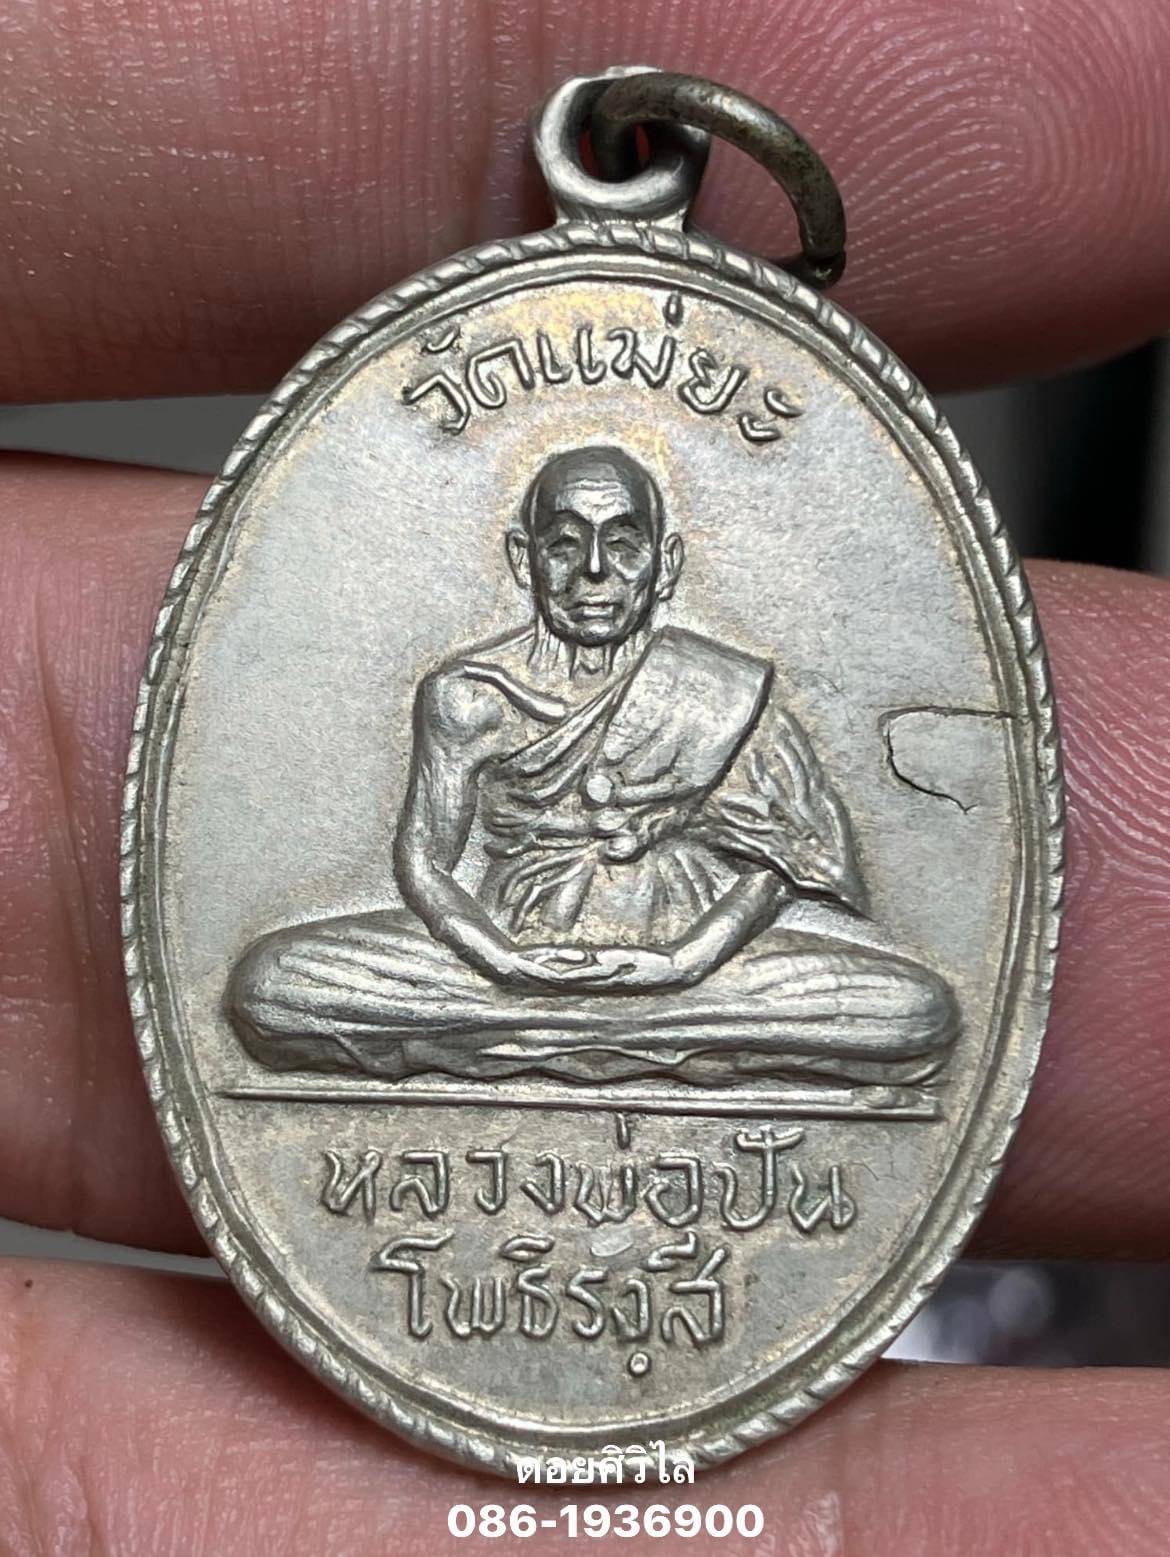 วัดแม่ยะ
หลวงพ่อปัน
โพธิรังฺสี
ดอยศิวิไล
086-1936900